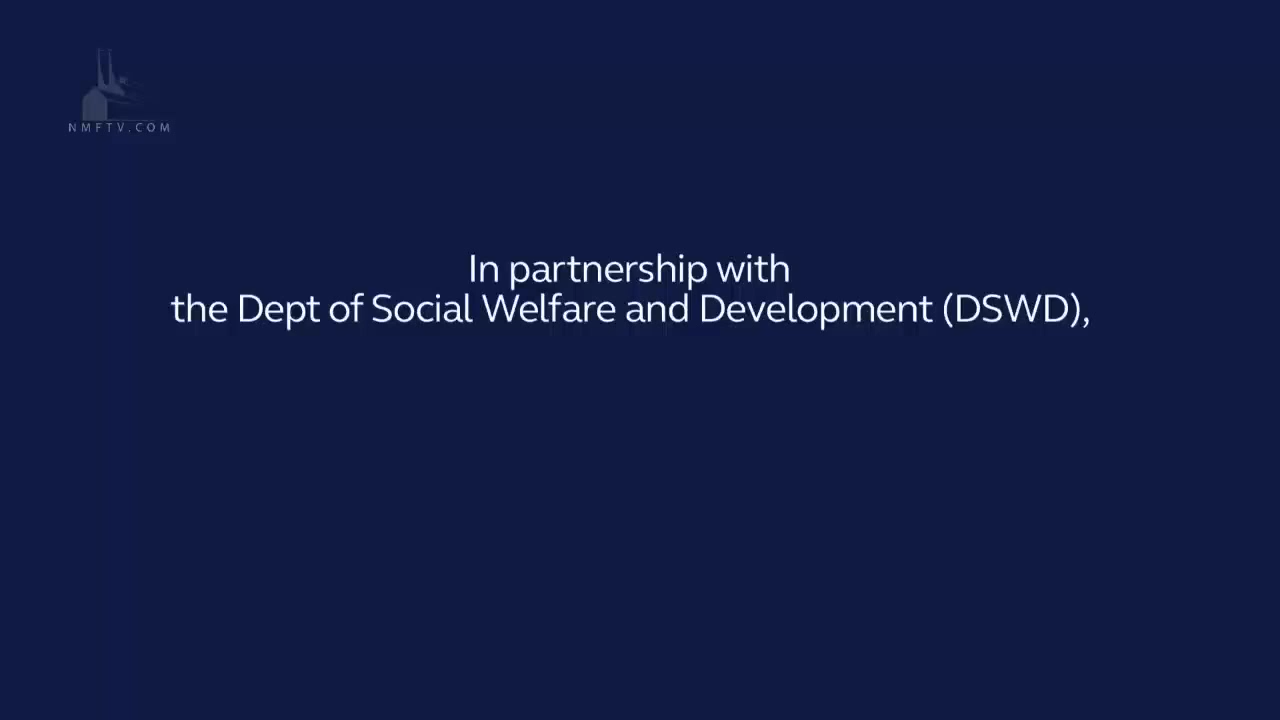 NMFTV.COM
In partnership with
the Dept of Social Welfare and Development (DSWD),